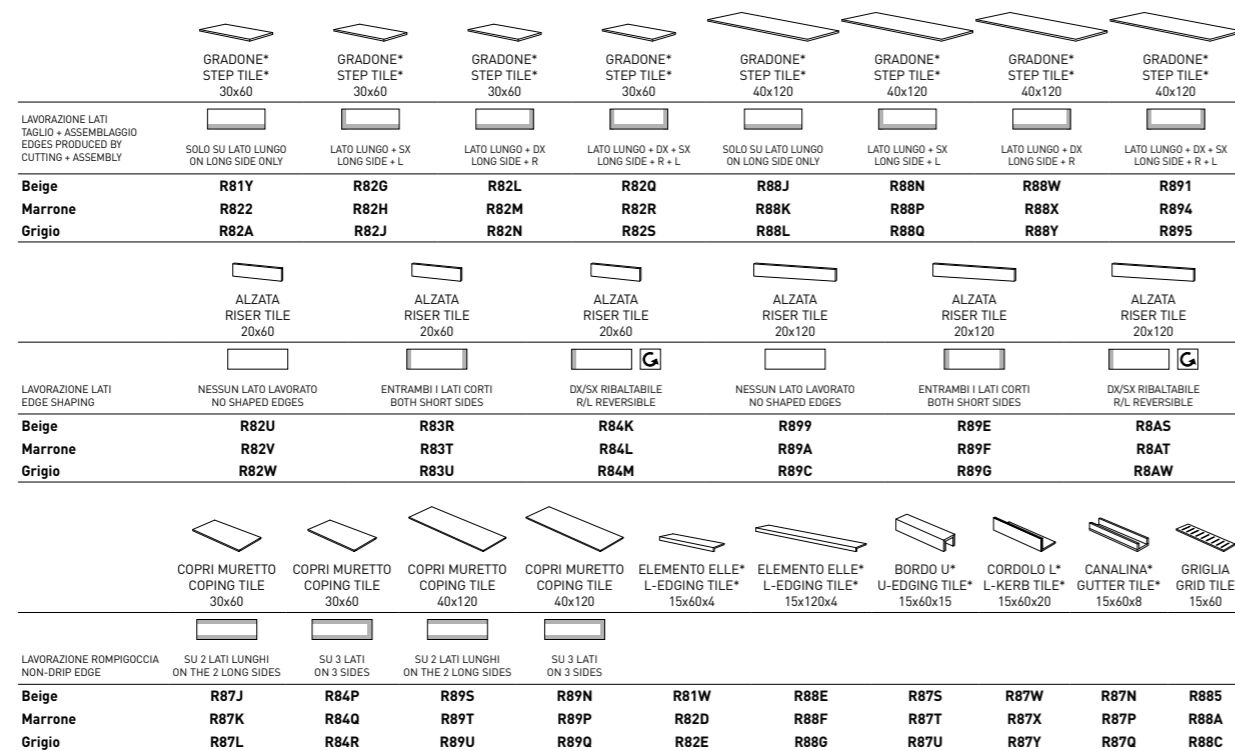 GRADONE* GRADONE* GRADONE* GRADONE* GRADONE* GRADONE* GRADONE* GRADONE*
STEP TILE* STEP TILE* STEP TILE* STEP TILE* STEP TILE* STEP TILE* STEP TILE* STEP TILE*
30x60 30x60 30x60 30x60 40x120 40x120 40x120 40x120
LAVORAZIONE LATI
TAGLIO + ASSEMBLAGGIO
EDGES PRODUCED BY
CUTTING + ASSEMBLY
SOLO SU LATO LUNGO LATO LUNGO + SX LATO LUNGO + DX LATO LUNGO + DX + SX SOLO SU LATO LUNGO LATO LUNGO + SX LATO LUNGO + DX LATO LUNGO + DX + SX
ON LONG SIDE ONLY LONG SIDE + L LONG SIDE + R LONG SIDE + R + L ON LONG SIDE ONLY LONG SIDE + L LONG SIDE + R LONG SIDE + R + L
Beige R81Y R82G R82L R82Q R88J R88N R88W R891
Marrone R822 R82H R82M R82R R88K R88P R88X R894
Grigio R82A R82J R82N R82S R88L R88Q R88Y R895
ALZATA ALZATA ALZATA ALZATA ALZATA ALZATA
RISER TILE RISER TILE RISER TILE RISER TILE RISER TILE RISER TILE
20x60 20x60 20x60 20x120 20x120 20x120
LAVORAZIONE LATI NESSUN LATO LAVORATO ENTRAMBI I LATI CORTI DX/SX RIBALTABILE NESSUN LATO LAVORATO ENTRAMBI I LATI CORTI DX/SX RIBALTABILE
EDGE SHAPING NO SHAPED EDGES BOTH SHORT SIDES R/L REVERSIBLE NO SHAPED EDGES BOTH SHORT SIDES R/L REVERSIBLE
Beige R82U R83R R84K R899 R89E R8AS
Marrone R82V R83T R84L R89A R89F R8AT
Grigio R82W R83U R84M R89C R89G R8AW
COPRI MURETTO COPRI MURETTO COPRI MURETTO COPRI MURETTO ELEMENTO ELLE* ELEMENTO ELLE* BORDO U* CORDOLO L* CANALINA* GRIGLIA
COPING TILE COPING TILE COPING TILE COPING TILE L-EDGING TILE* L-EDGING TILE* U-EDGING TILE* L-KERB TILE* GUTTER TILE* GRID TILE
30x60 30x60 40x120 40x120 15x60x4 15x120x4 15x60x15 15x60x20 15x60x8 15x60
LAVORAZIONE ROMPIGOCCIA SU 2 LATI LUNGHI SU 3 LATI SU 2 LATI LUNGHI SU 3 LATI
NON-DRIP EDGE ON THE 2 LONG SIDES ON 3 SIDES ON THE 2 LONG SIDES ON 3 SIDES
Beige R87J R84P R89S R89N R81W R88E R87S R87W R87N R885
Marrone R87K R84Q R89T R89P R82D R88F R87T R87X R87P R88A
Grigio R87L R84R R89U R89Q R82E R88G R87U R87Y R87Q R88C